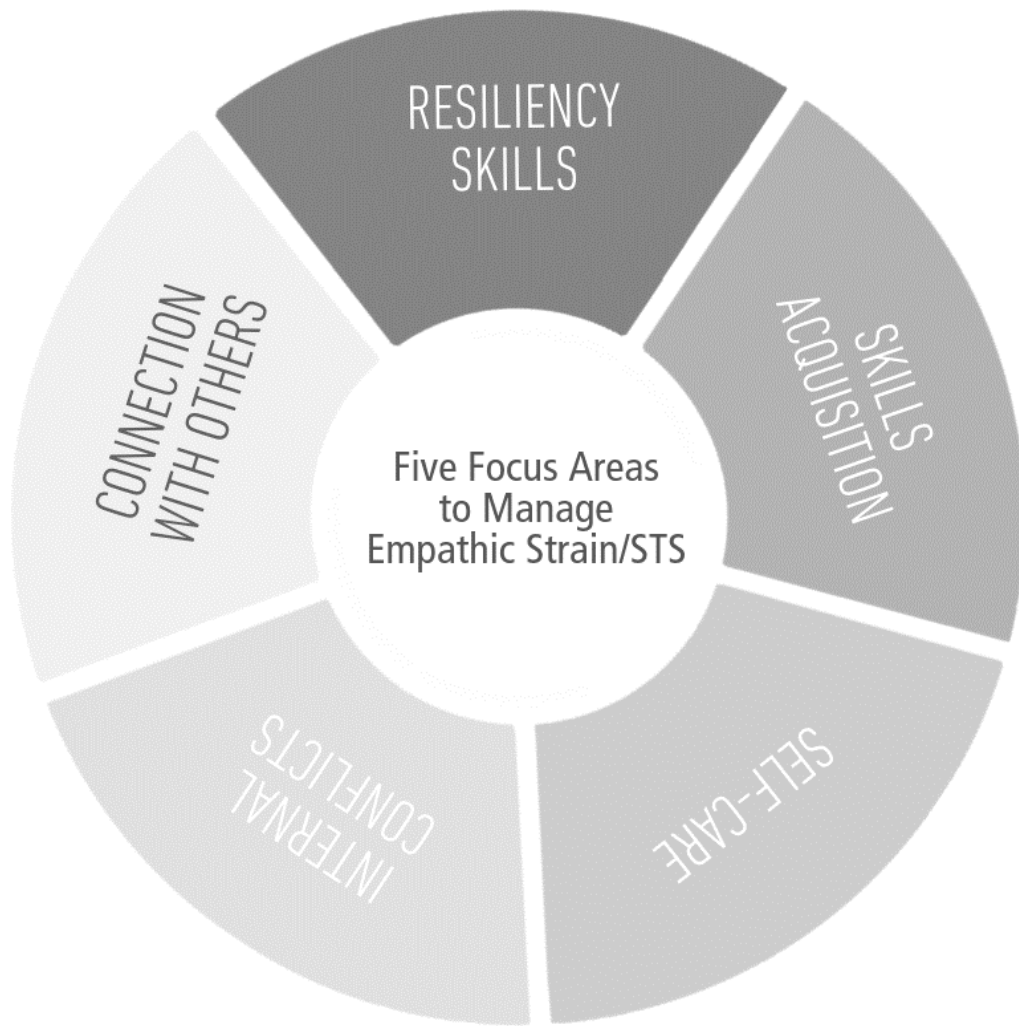 RESILIENCY
SKILLS
SKILLS
ACQUISITION
SELF-CARE
INTERNAL
CONFLICTS
CONNECTION
WITH OTHERS
Five Focus Areas
to Manage
Empathic Strain/STS